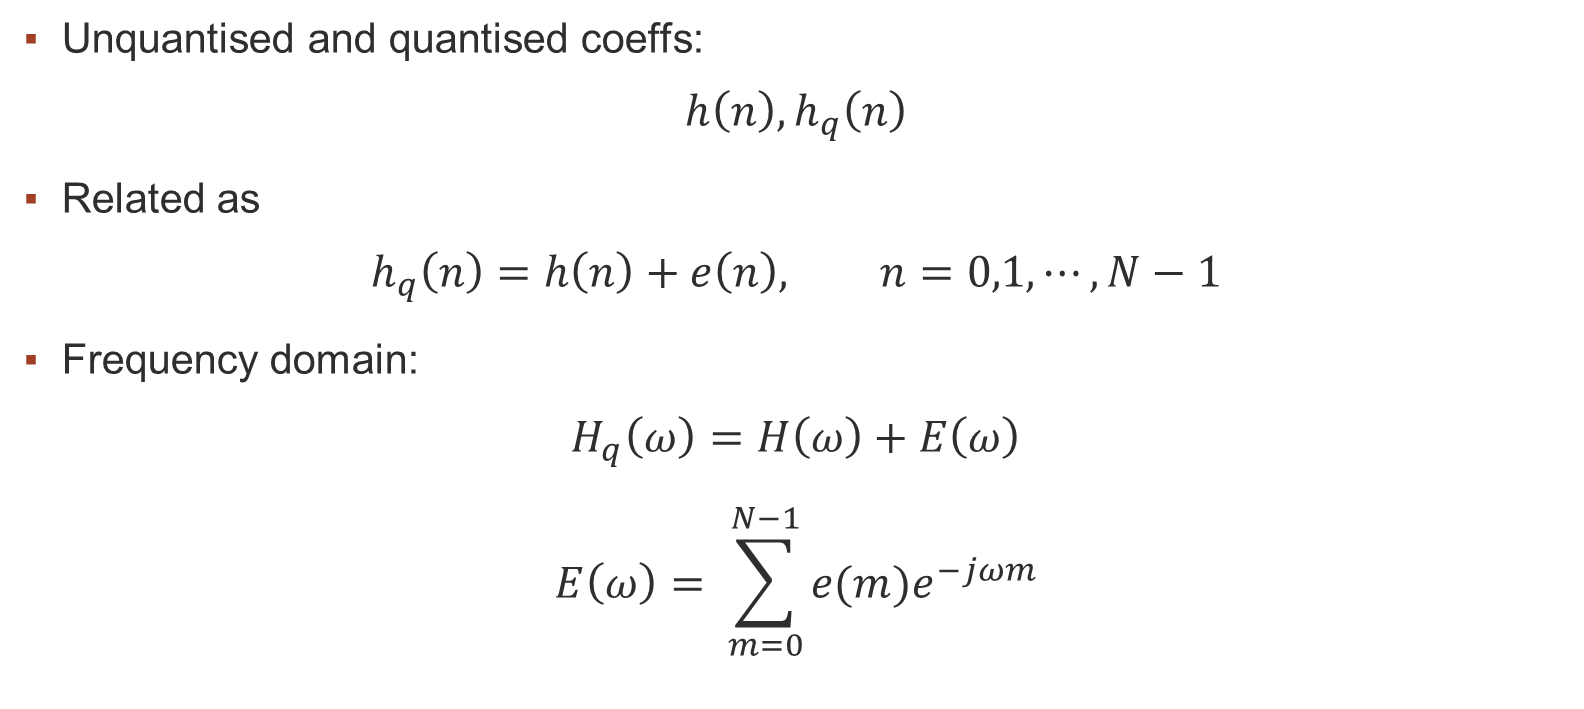 ▪ Unquantised and quantised coeffs:
h(n), h_q(n)
▪ Related as
h_q(n) = h(n) + e(n), n = 0,1, ⋯ , N − 1
▪ Frequency domain:
H_q(ω) = H(ω) + E(ω)
E(ω) = ∑_{m=0}^{N−1} e(m)e^{−jωm}